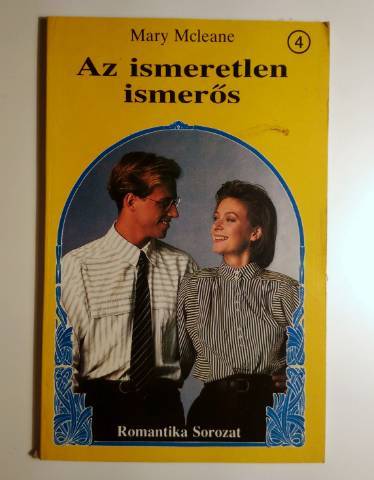 Mary Mcleane
4
Az ismeretlen
ismerős
Romantika Sorozat